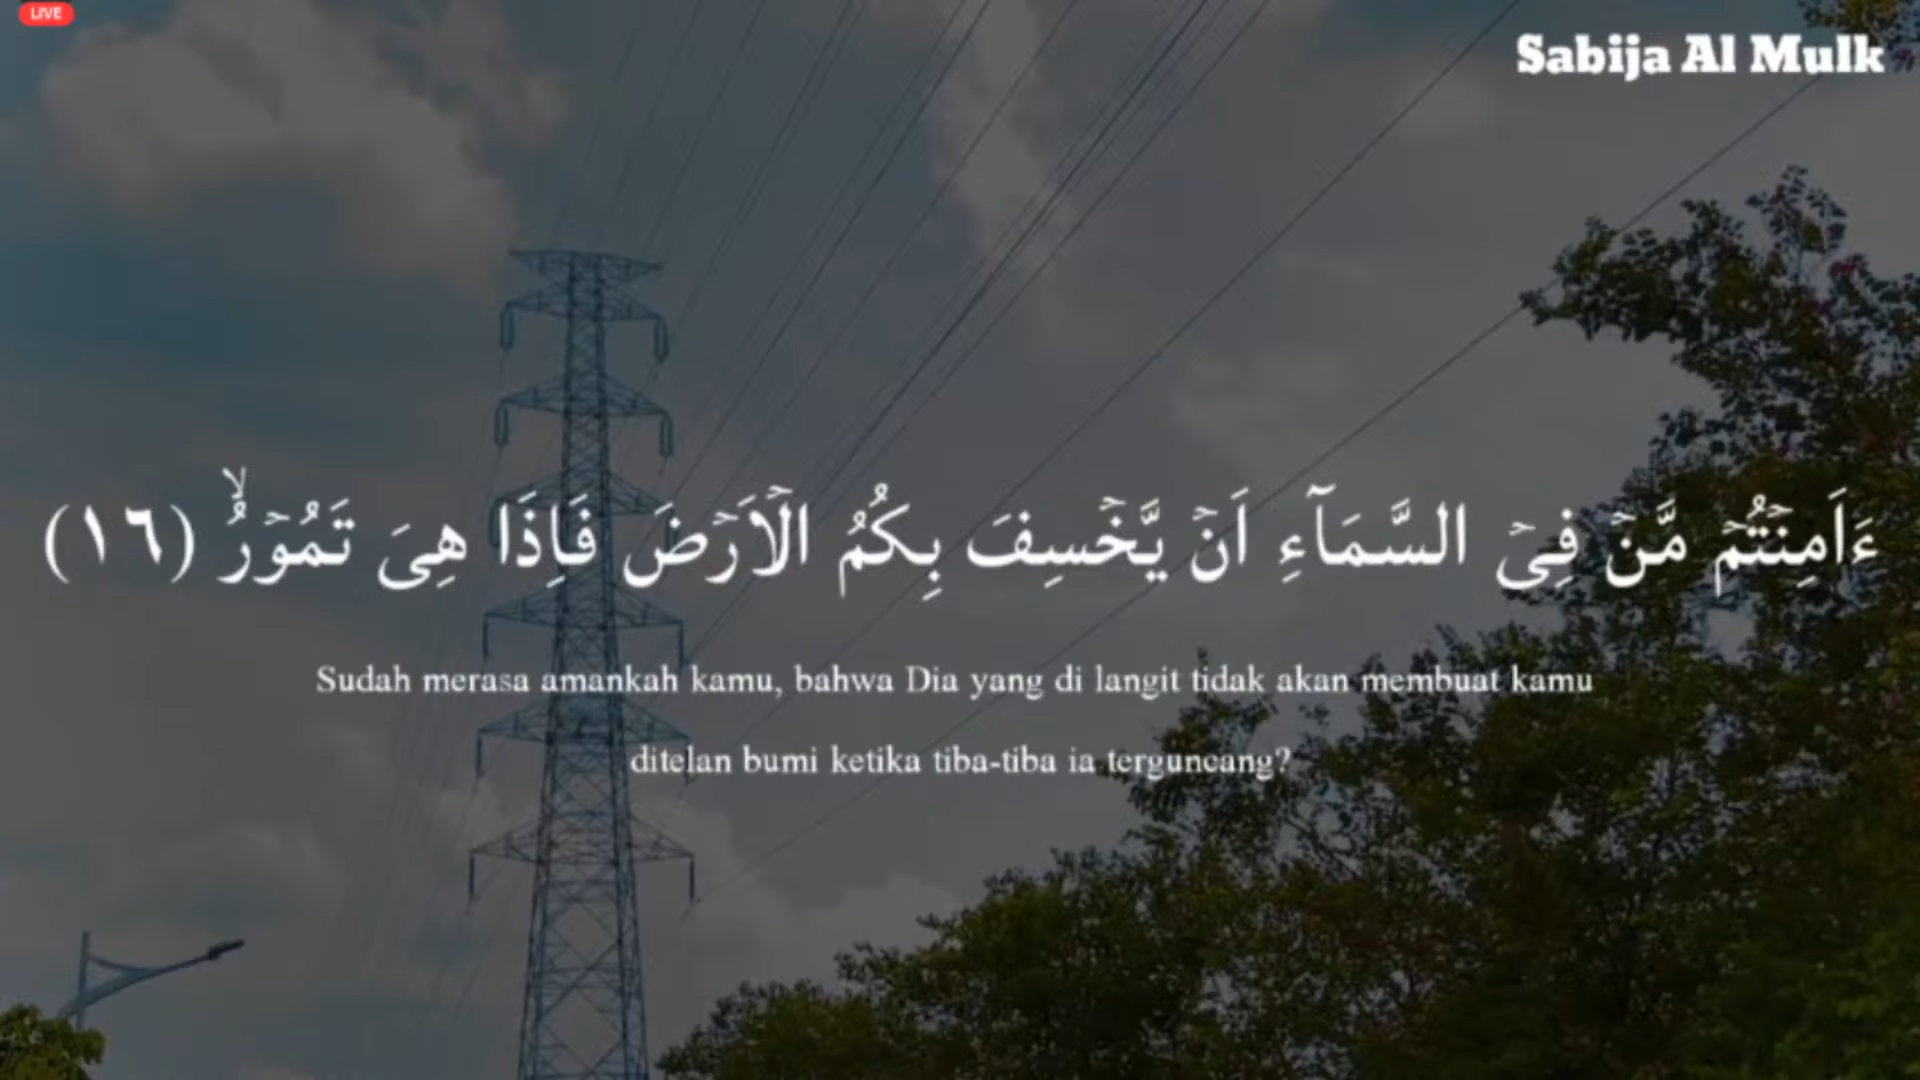 LIVE
Sabija Al Mulk
ءَاَمِنۡتُمۡ مَّنۡ فِىۡ السَّمَآءِ اَنۡ يَّخۡسِفَ بِكُمُ الۡاَرۡضَ فَاِذَا هِىَ تَمُوۡرُۙ (١٦)
Sudah merasa amankah kamu, bahwa Dia yang di langit tidak akan membuat kamu
ditelan bumi ketika tiba-tiba ia terguncang?